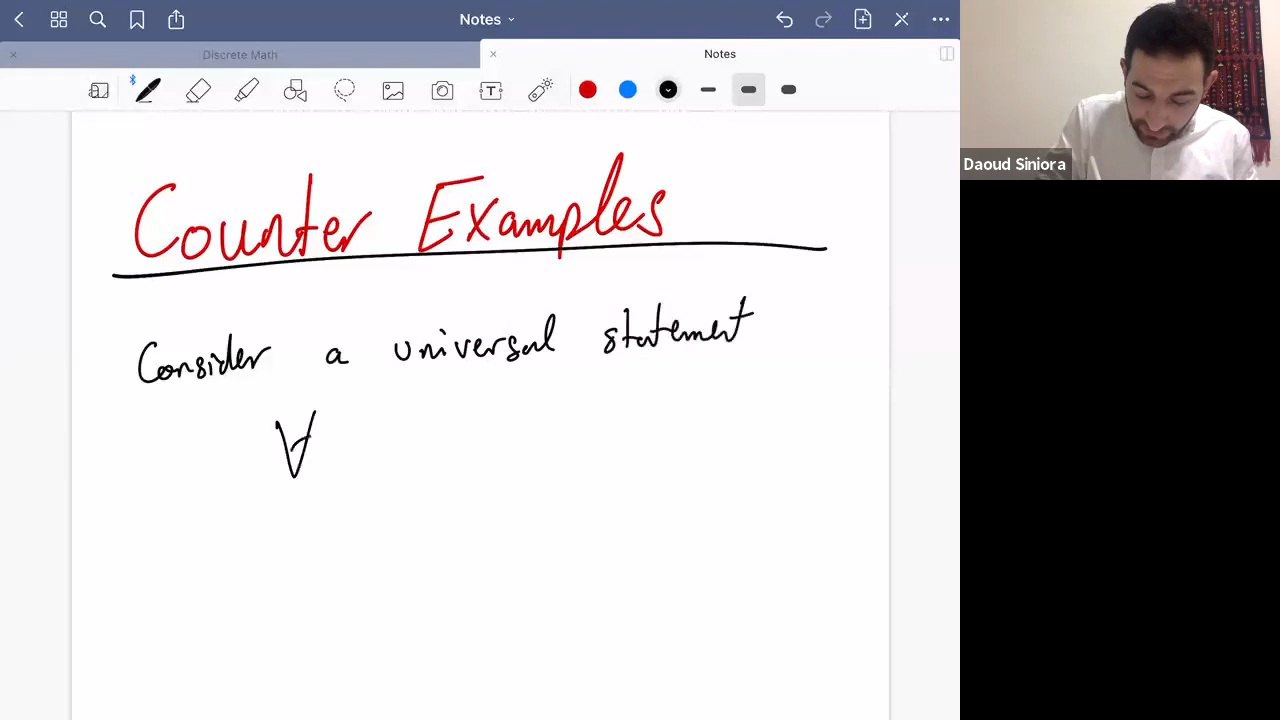 Notes
Discrete Math
Notes
T
Daoud Siniora
Counter Examples
Consider a universal statement
∀